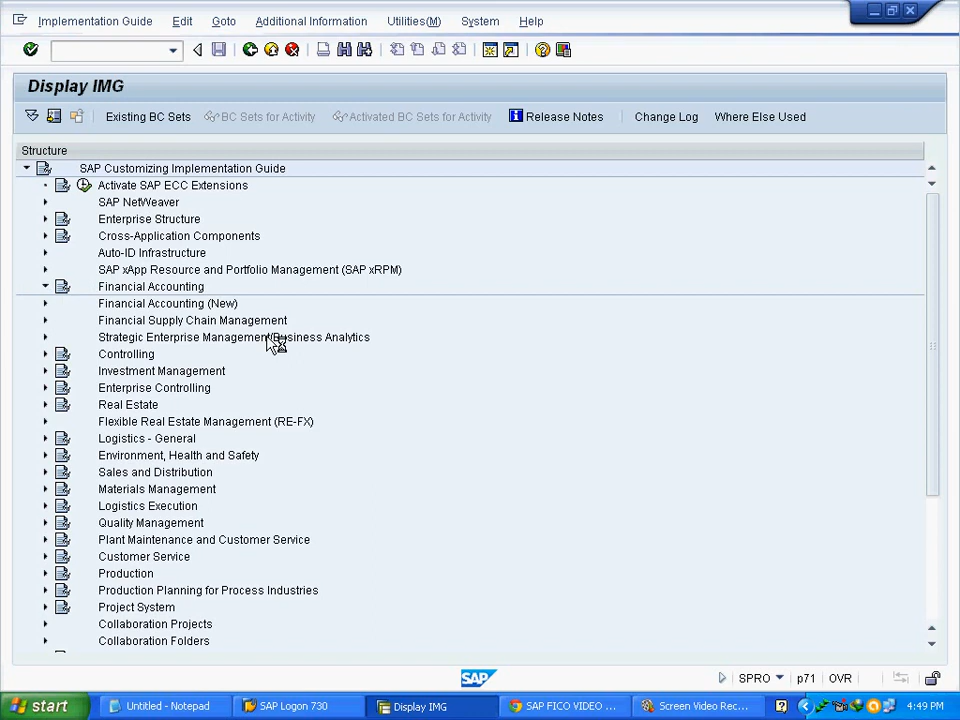 Implementation Guide Edit Goto Additional Information Utilities(M) System Help
Display IMG
Existing BC Sets BC Sets for Activity Activated BC Sets for Activity i Release Notes Change Log Where Else Used
Structure
SAP Customizing Implementation Guide
Activate SAP ECC Extensions
SAP NetWeaver
Enterprise Structure
Cross-Application Components
Auto-ID Infrastructure
SAP xApp Resource and Portfolio Management (SAP xRPM)
Financial Accounting
Financial Accounting (New)
Financial Supply Chain Management
Strategic Enterprise Management/Business Analytics
Controlling
Investment Management
Enterprise Controlling
Real Estate
Flexible Real Estate Management (RE-FX)
Logistics - General
Environment, Health and Safety
Sales and Distribution
Materials Management
Logistics Execution
Quality Management
Plant Maintenance and Customer Service
Customer Service
Production
Production Planning for Process Industries
Project System
Collaboration Projects
Collaboration Folders
SAP SPRO p71 OVR
start Untitled - Notepad SAP Logon 730 Display IMG SAP FICO VIDEO ... Screen Video Rec... 4:49 PM